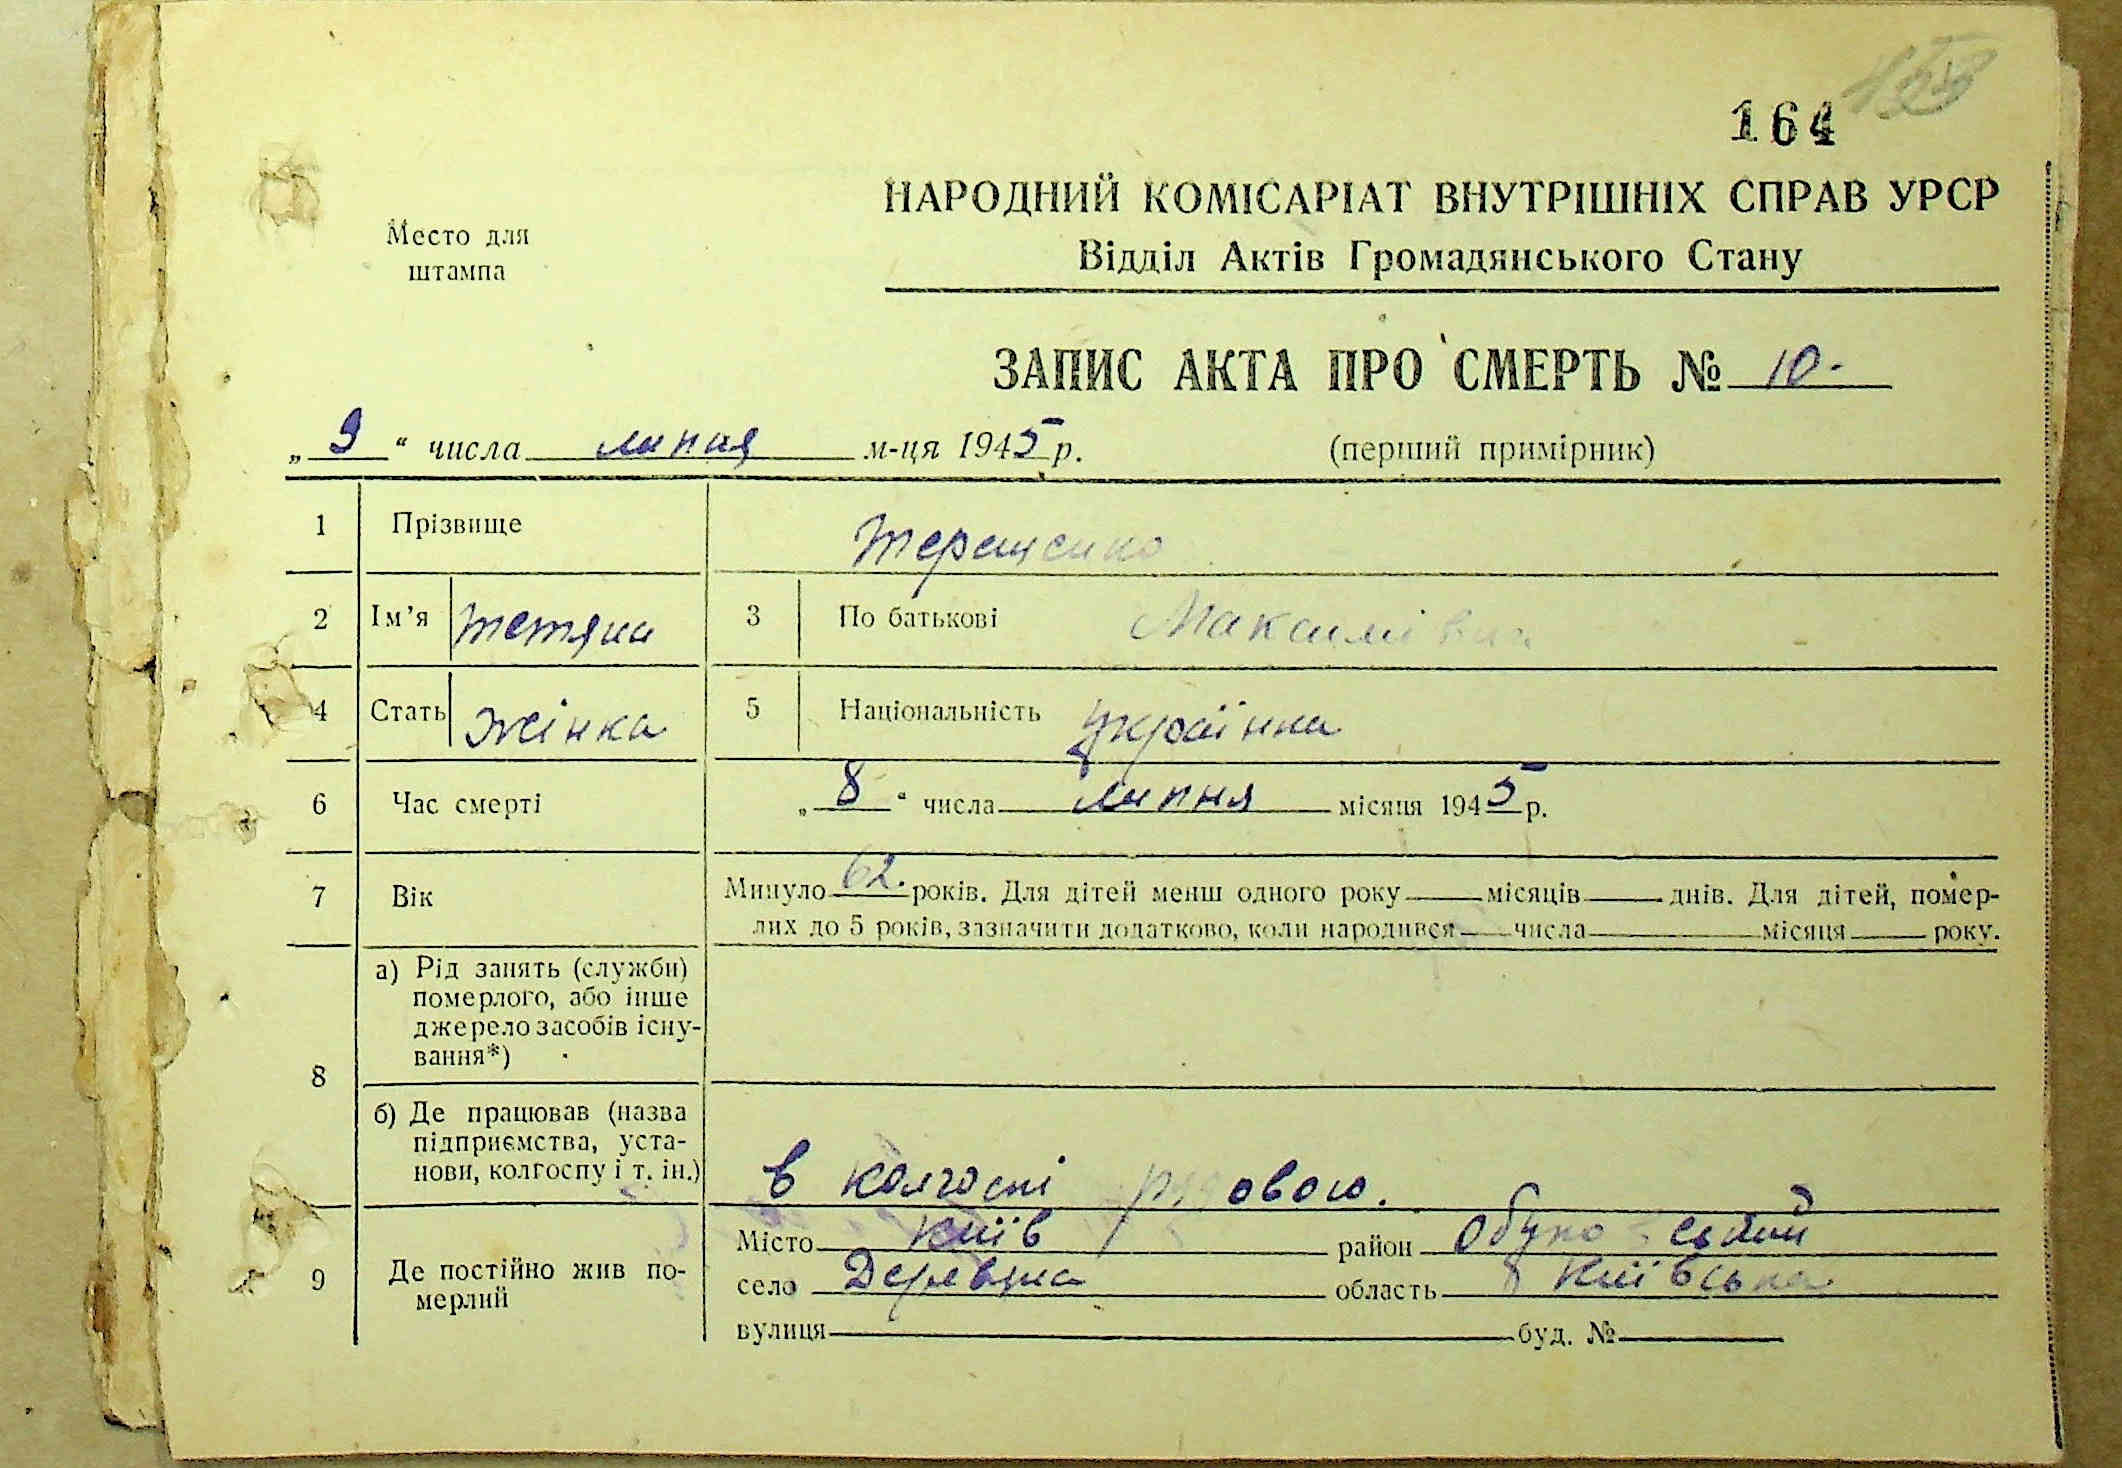 164
НАРОДНИЙ КОМІСАРІАТ ВНУТРІШНІХ СПРАВ УРСР
Відділ Актів Громадянського Стану
Место для
штампа
ЗАПИС АКТА ПРО СМЕРТЬ № 10.
„ 9 “ числа липня м-ця 1945 р. (перший примірник)
1 Прізвище Терещенко
2 Ім’я Тетяна 3 По батькові Максимівна
4 Стать жінка 5 Національність українка
6 Час смерті „ 8 “ числа липня місяця 1945 р.
7 Вік Минуло 62. років. Для дітей менш одного року місяців днів. Для дітей, помер-
лих до 5 років, зазначити додатково, коли народився числа місяця року.
8 а) Рід занять (служби)
померлого, або інше
джерело засобів існу-
вання*)
б) Де працював (назва
підприємства, уста-
нови, колгоспу і т. ін.)
в колгоспі рядовою.
9 Де постійно жив по-
мерлий
Місто Київ район
село область Київська
вулиця буд. №